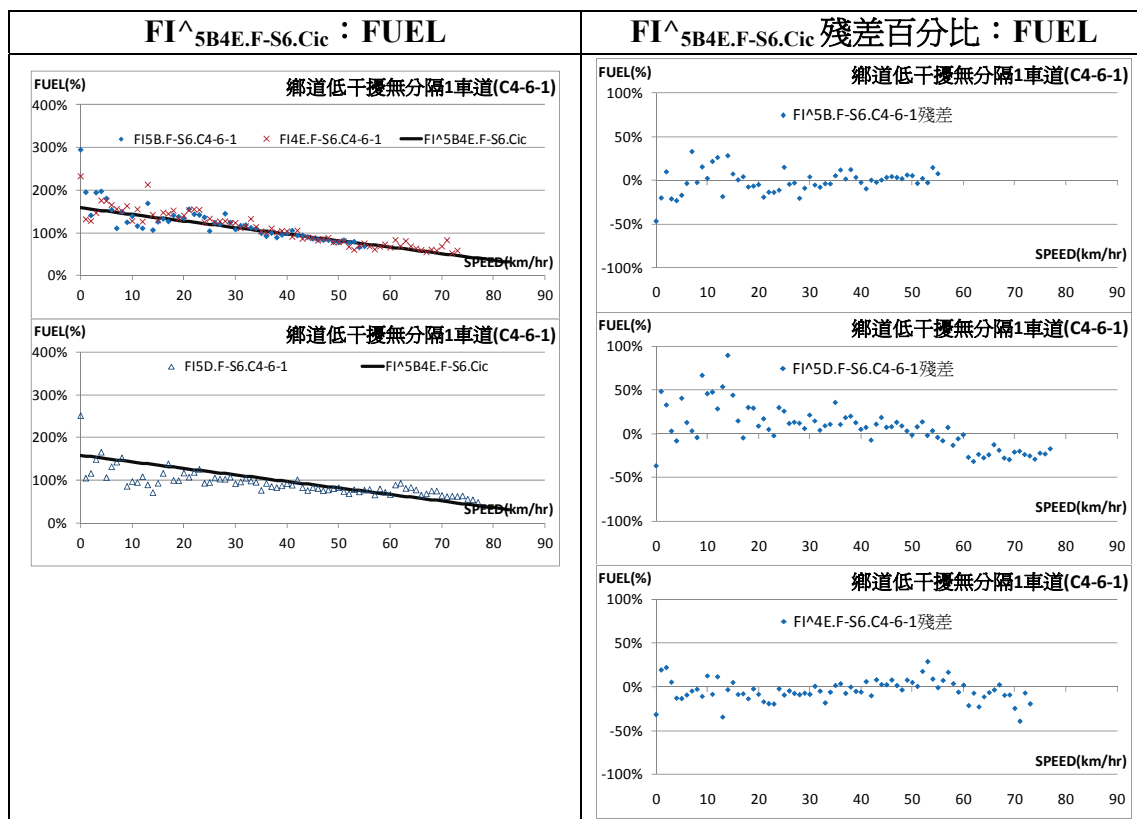 FI^5B4E.F-S6.Cic：FUEL
FI^5B4E.F-S6.Cic 殘差百分比：FUEL
FUEL(%)
鄉道低干擾無分隔1車道(C4-6-1)
400%
300%
200%
100%
0%
FI5B.F-S6.C4-6-1
FI4E.F-S6.C4-6-1
FI^5B4E.F-S6.Cic
SPEED(km/hr)
0 10 20 30 40 50 60 70 80 90
FUEL(%)
鄉道低干擾無分隔1車道(C4-6-1)
400%
300%
200%
100%
0%
FI5D.F-S6.C4-6-1
FI^5B4E.F-S6.Cic
SPEED(km/hr)
0 10 20 30 40 50 60 70 80 90
FUEL(%)
鄉道低干擾無分隔1車道(C4-6-1)
100%
50%
0%
-50%
-100%
FI^5B.F-S6.C4-6-1殘差
SPEED(km/hr)
0 10 20 30 40 50 60 70 80 90
FUEL(%)
鄉道低干擾無分隔1車道(C4-6-1)
100%
50%
0%
-50%
-100%
FI^5D.F-S6.C4-6-1殘差
SPEED(km/hr)
0 10 20 30 40 50 60 70 80 90
FUEL(%)
鄉道低干擾無分隔1車道(C4-6-1)
100%
50%
0%
-50%
-100%
FI^4E.F-S6.C4-6-1殘差
SPEED(km/hr)
0 10 20 30 40 50 60 70 80 90